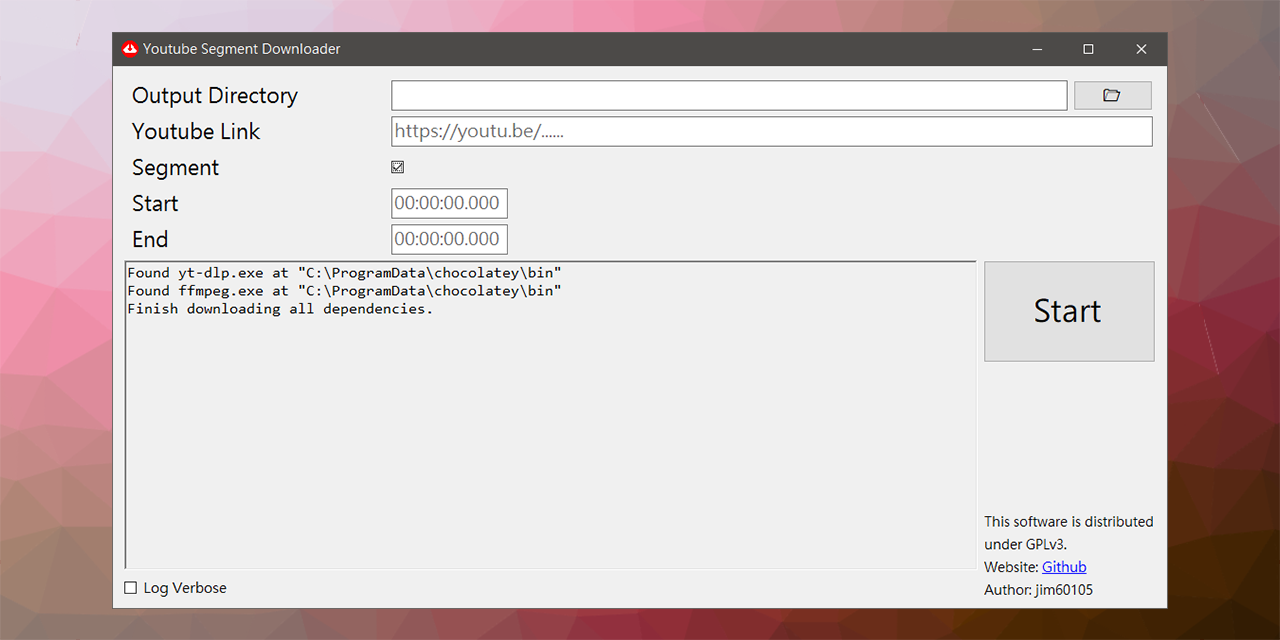 Youtube Segment Downloader
Output Directory
Youtube Link
https://youtu.be/......
Segment
Start
00:00:00.000
End
00:00:00.000
Found yt-dlp.exe at "C:\ProgramData\chocolatey\bin"
Found ffmpeg.exe at "C:\ProgramData\chocolatey\bin"
Finish downloading all dependencies.
Start
This software is distributed
under GPLv3.
Website: Github
Author: jim60105
Log Verbose